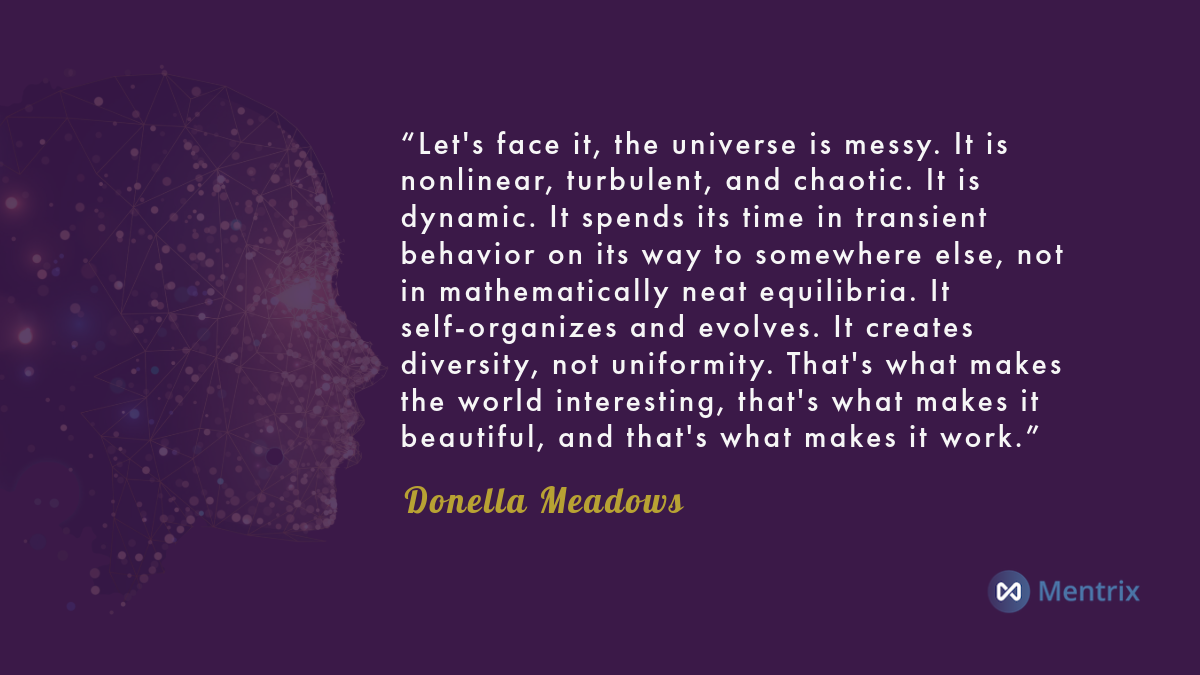 “Let's face it, the universe is messy. It is
nonlinear, turbulent, and chaotic. It is
dynamic. It spends its time in transient
behavior on its way to somewhere else, not
in mathematically neat equilibria. It
self-organizes and evolves. It creates
diversity, not uniformity. That's what makes
the world interesting, that's what makes it
beautiful, and that's what makes it work.”
Donella Meadows
Mentrix